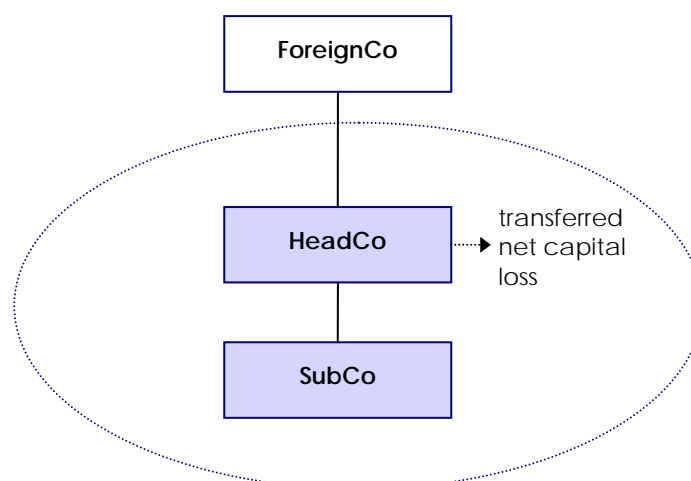 ForeignCo
HeadCo
transferred
net capital
loss
SubCo